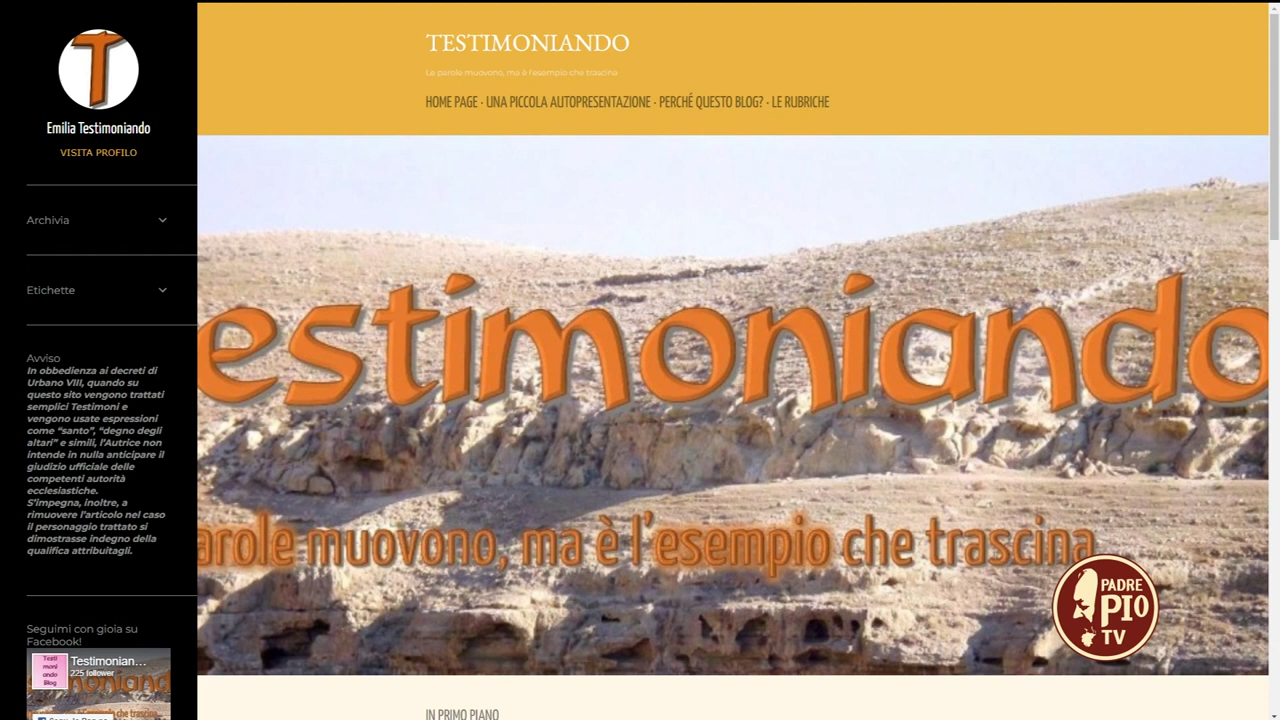 T
Emilia Testimoniando
VISITA PROFILO
Archivia
Etichette
Avviso
In obbedienza ai decreti di
Urbano VIII, quando su
questo sito vengono trattati
semplici Testimoni e
vengono usate espressioni
come “santo”, “degno degli
altari” e simili, l’Autrice non
intende in nulla anticipare il
giudizio ufficiale delle
competenti autorità
ecclesiastiche.
S’impegna, inoltre, a
rimuovere l’articolo nel caso
il personaggio trattato si
dimostrasse indegno della
qualifica attribuitagli.
Seguimi con gioia su
Facebook!
Testi
moni
ando
Blog
Testimonian...
225 follower
TESTIMONIANDO
Le parole muovono, ma è l'esempio che trascina
HOME PAGE · UNA PICCOLA AUTOPRESENTAZIONE · PERCHÉ QUESTO BLOG? · LE RUBRICHE
estimoniando
arole muovono, ma è l’esempio che trascina
PADRE
PIO
TV
IN PRIMO PIANO